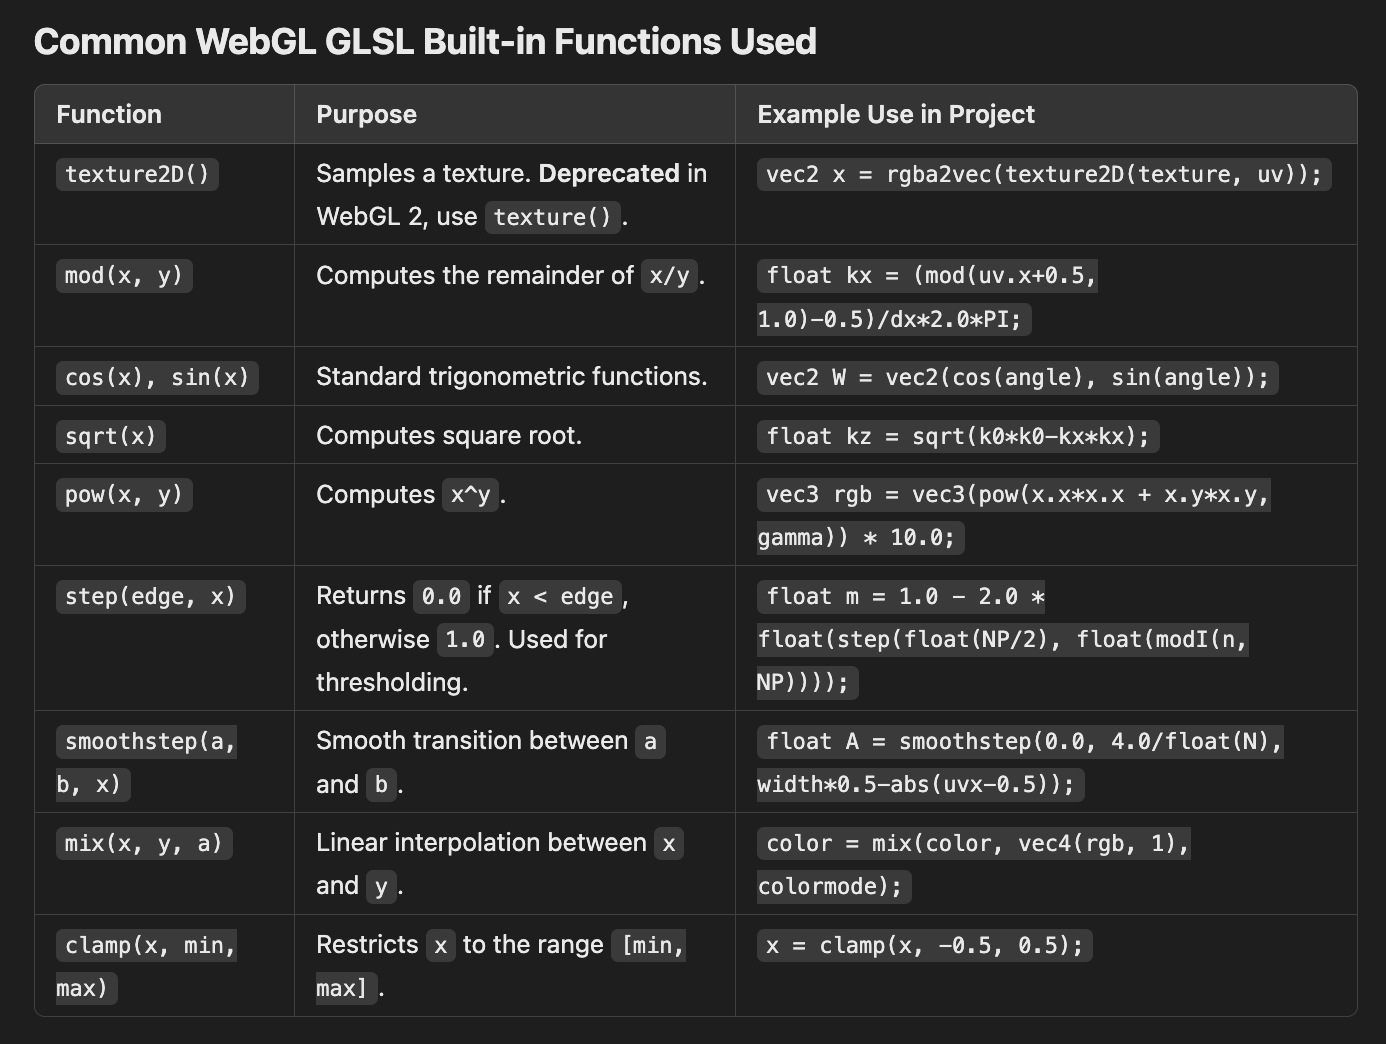 Common WebGL GLSL Built-in Functions Used
Function Purpose Example Use in Project
texture2D() Samples a texture. Deprecated in vec2 x = rgba2vec(texture2D(texture, uv));
WebGL 2, use texture().
mod(x, y) Computes the remainder of x/y. float kx = (mod(uv.x+0.5,
1.0)-0.5)/dx*2.0*PI;
cos(x), sin(x) Standard trigonometric functions. vec2 W = vec2(cos(angle), sin(angle));
sqrt(x) Computes square root. float kz = sqrt(k0*k0-kx*kx);
pow(x, y) Computes x^y. vec3 rgb = vec3(pow(x.x*x.x + x.y*x.y,
gamma)) * 10.0;
step(edge, x) Returns 0.0 if x < edge, float m = 1.0 - 2.0 *
otherwise 1.0. Used for float(step(float(NP/2), float(modI(n,
thresholding. NP))));
smoothstep(a, Smooth transition between a float A = smoothstep(0.0, 4.0/float(N),
b, x) and b. width*0.5-abs(uvx-0.5));
mix(x, y, a) Linear interpolation between x color = mix(color, vec4(rgb, 1),
and y. colormode);
clamp(x, min, Restricts x to the range [min, x = clamp(x, -0.5, 0.5);
max) max].